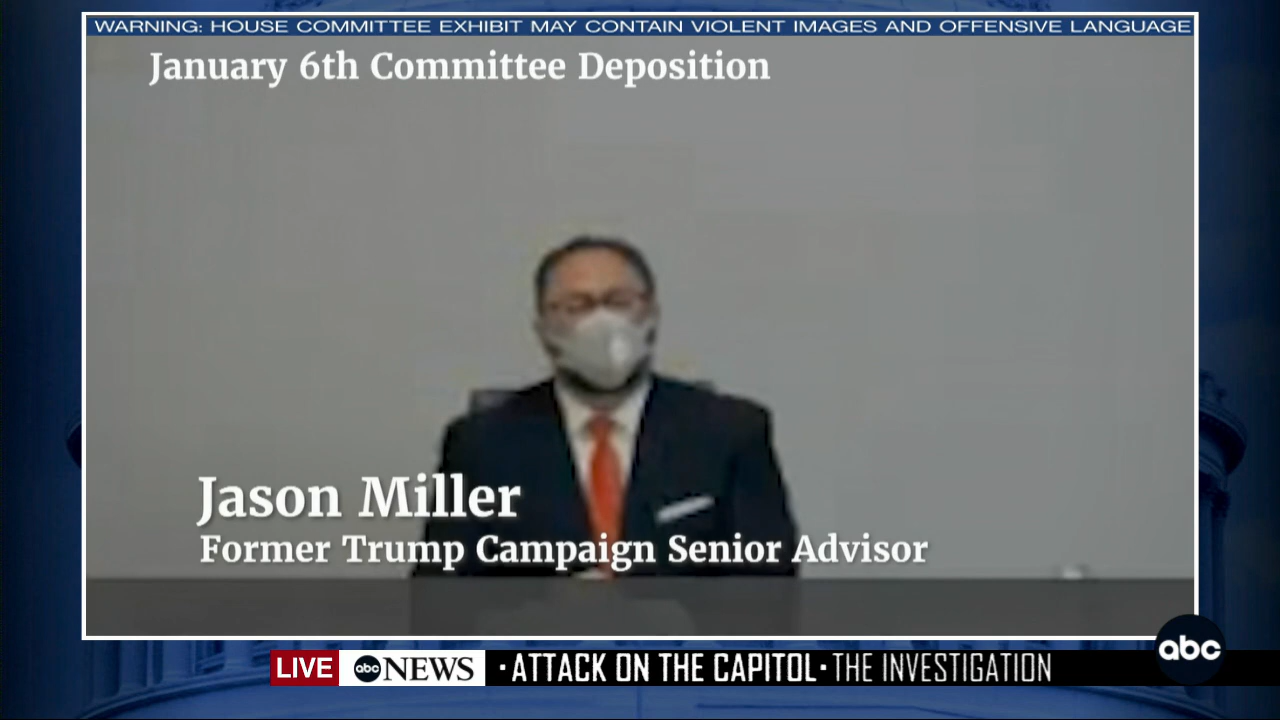 WARNING: HOUSE COMMITTEE EXHIBIT MAY CONTAIN VIOLENT IMAGES AND OFFENSIVE LANGUAGE
January 6th Committee Deposition
Jason Miller
Former Trump Campaign Senior Advisor
abc
LIVE abc NEWS · ATTACK ON THE CAPITOL · THE INVESTIGATION